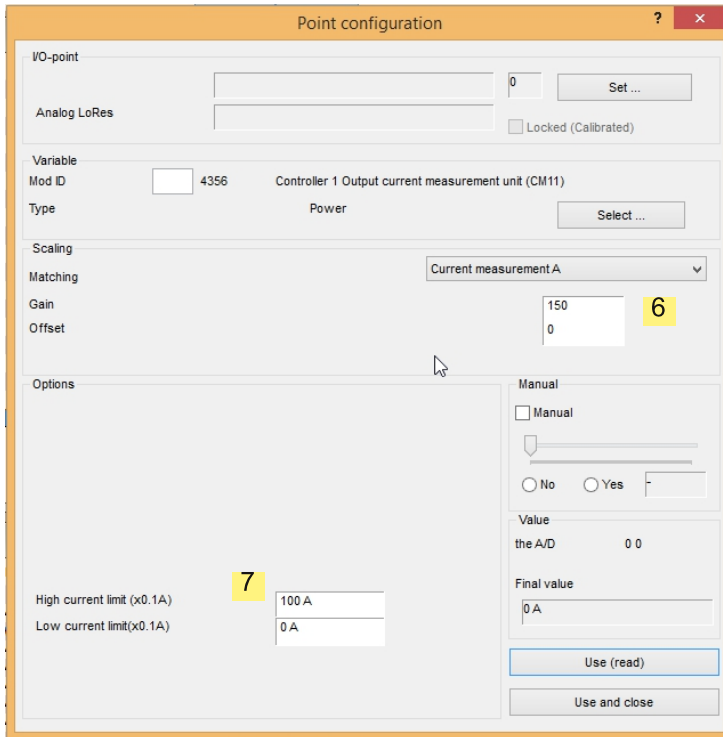 Point configuration ? ×
I/O-point
0 Set ...
Analog LoRes
Locked (Calibrated)
Variable
Mod ID 4356 Controller 1 Output current measurement unit (CM11)
Type Power Select ...
Scaling
Matching Current measurement A
Gain 150 6
Offset 0
Options Manual
Manual
No Yes -
Value
the A/D 0 0
7
Final value
High current limit (x0.1A) 100 A
0 A
Low current limit(x0.1A) 0 A
Use (read)
Use and close